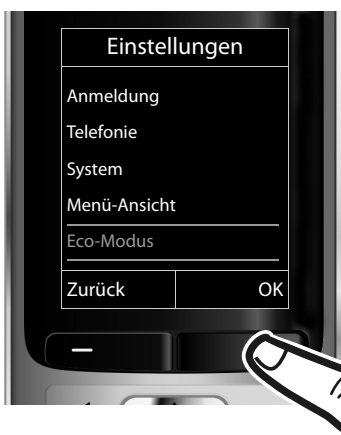 Einstellungen
Anmeldung
Telefonie
System
Menü-Ansicht
Eco-Modus
Zurück OK